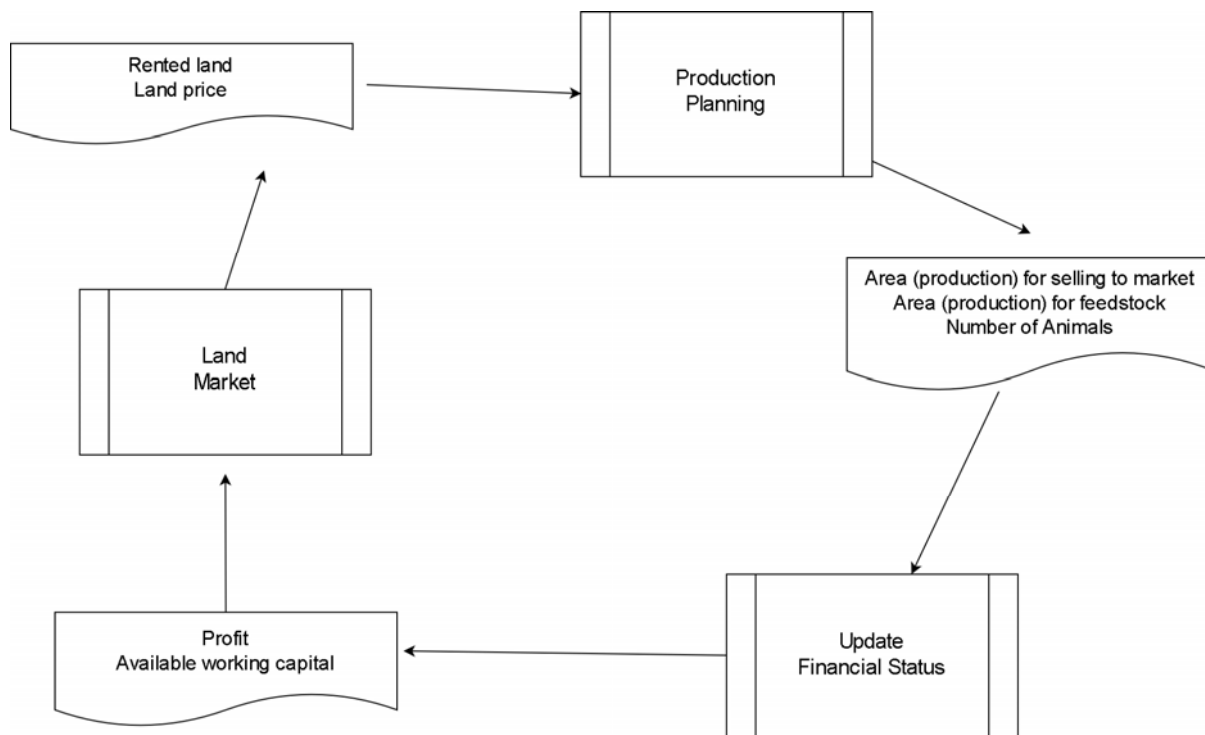 Rented land
Land price
Production
Planning
Area (production) for selling to market
Area (production) for feedstock
Number of Animals
Land
Market
Update
Financial Status
Profit
Available working capital